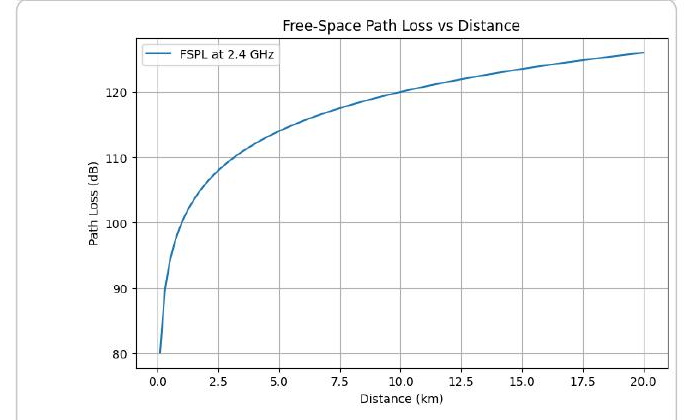 Free-Space Path Loss vs Distance
FSPL at 2.4 GHz
Path Loss (dB)
120
110
100
90
80
0.0 2.5 5.0 7.5 10.0 12.5 15.0 17.5 20.0
Distance (km)